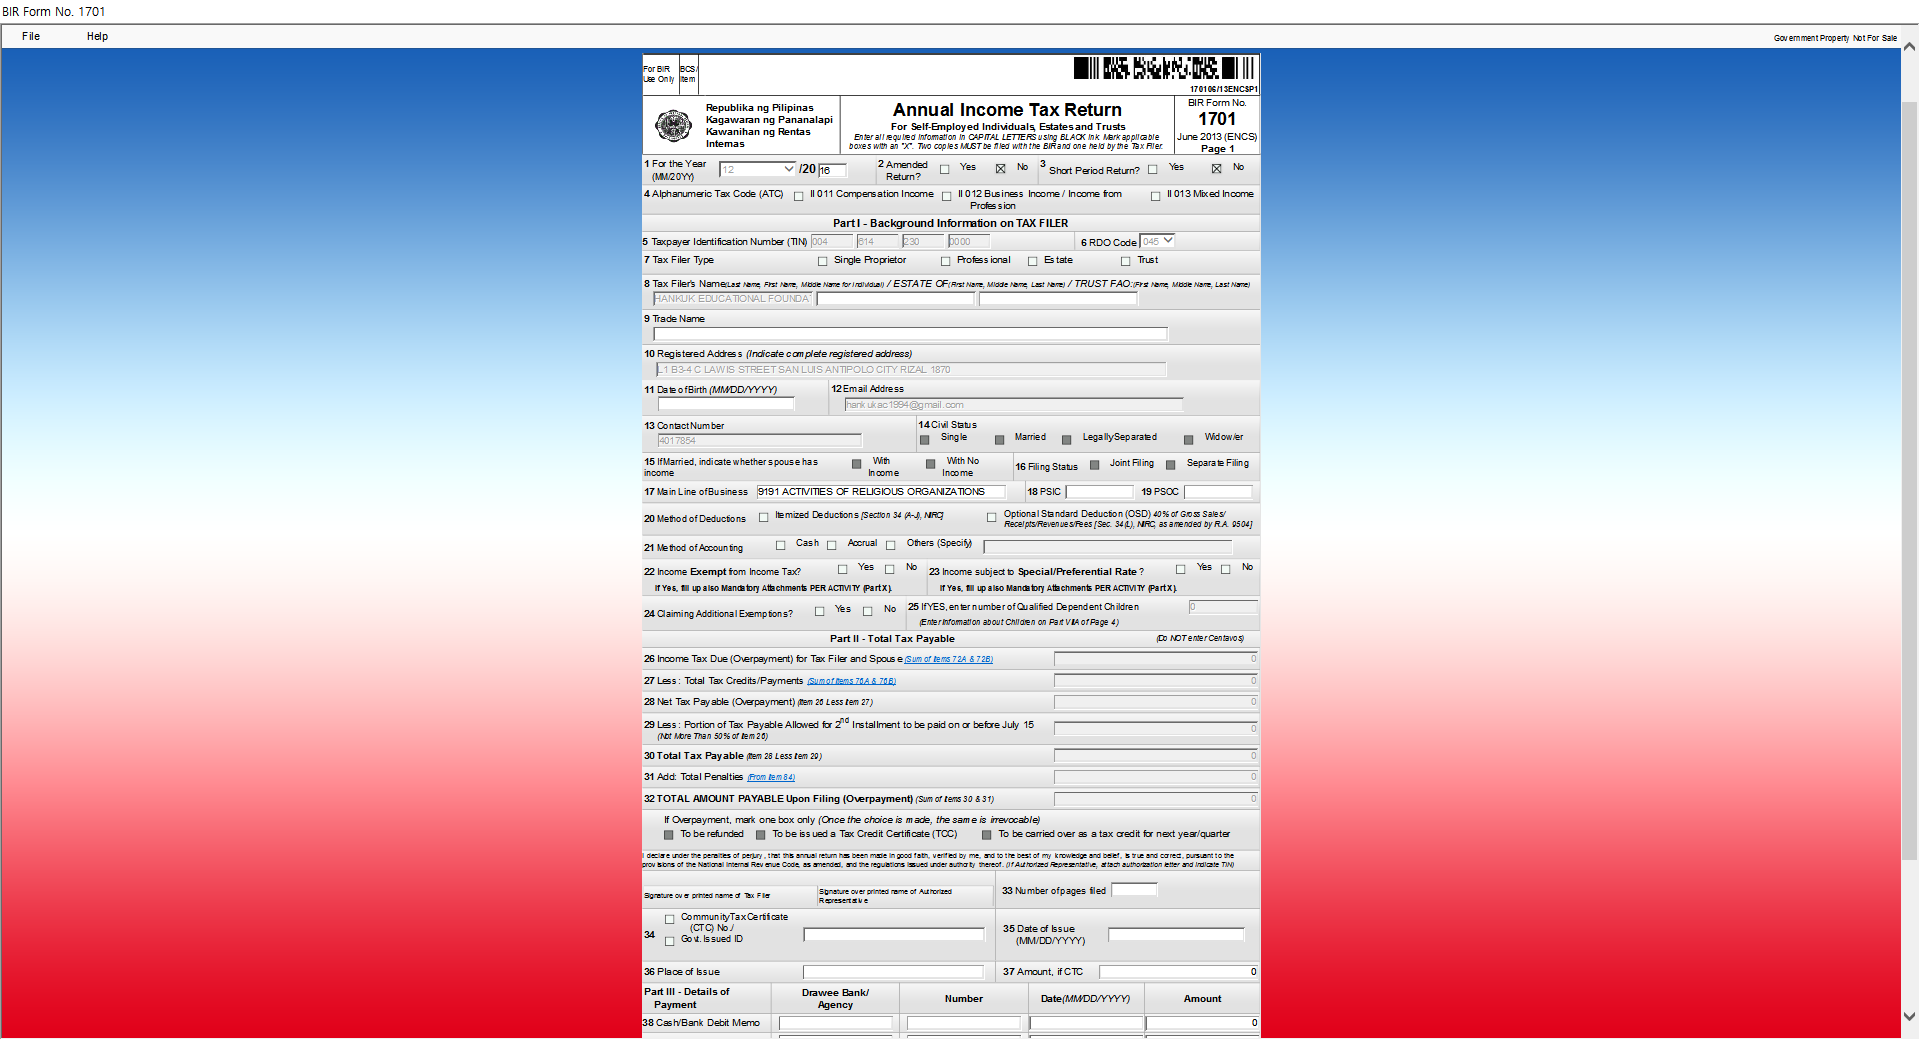 BIR Form No. 1701
File Help
Government Property Not For Sale
For BIR Use Only
BCS/ Item
170106/13ENCSP1
Republika ng Pilipinas
Kagawaran ng Pananalapi
Kawanihan ng Rentas
Internas
Annual Income Tax Return
For Self-Employed Individuals, Estates and Trusts
Enter all required information in CAPITAL LETTERS using BLACK ink. Mark applicable
boxes with an "X". Two copies MUST be filed with the BIR and one held by the Tax Filer.
BIR Form No.
1701
June 2013 (ENCS)
Page 1
1 For the Year (MM/20YY) 12 /20 16
2 Amended Return? Yes No
3 Short Period Return? Yes No
4 Alphanumeric Tax Code (ATC) II 011 Compensation Income II 012 Business Income / Income from Profession II 013 Mixed Income
Part I - Background Information on TAX FILER
5 Taxpayer Identification Number (TIN) 004 614 230 0000 6 RDO Code 045
7 Tax Filer Type Single Proprietor Professional Estate Trust
8 Tax Filer's Name (Last Name, First Name, Middle Name for Individual) / ESTATE OF (First Name, Middle Name, Last Name) / TRUST FAO: (First Name, Middle Name, Last Name)
HANKUK EDUCATIONAL FOUNDAT
9 Trade Name
10 Registered Address (Indicate complete registered address)
L1 B3-4 C LAWIS STREET SAN LUIS ANTIPOLO CITY RIZAL 1870
11 Date of Birth (MM/DD/YYYY) 12 Email Address
hankukac1994@gmail.com
13 Contact Number
4017854
14 Civil Status
Single Married Legally Separated Widow/er
15 If Married, indicate whether spouse has income With Income With No Income
16 Filing Status Joint Filing Separate Filing
17 Main Line of Business 9191 ACTIVITIES OF RELIGIOUS ORGANIZATIONS 18 PSIC 19 PSOC
20 Method of Deductions Itemized Deductions [Section 34 (A-J), NIRC] Optional Standard Deduction (OSD) 40% of Gross Sales/
Receipts/Revenues/Fees [Sec. 34(L), NIRC, as amended by R.A. 9504]
21 Method of Accounting Cash Accrual Others (Specify)
22 Income Exempt from Income Tax? Yes No
If Yes, fill up also Mandatory Attachments PER ACTIVITY (Part X).
23 Income subject to Special/Preferential Rate ? Yes No
If Yes, fill up also Mandatory Attachments PER ACTIVITY (Part X).
24 Claiming Additional Exemptions? Yes No
25 If YES, enter number of Qualified Dependent Children 0
(Enter Information about Children on Part VIIA of Page 4)
Part II - Total Tax Payable (Do NOT enter Centavos)
26 Income Tax Due (Overpayment) for Tax Filer and Spouse (Sum of Items 72A & 72B) 0
27 Less : Total Tax Credits/Payments (Sum of Items 76A & 76B) 0
28 Net Tax Payable (Overpayment) (Item 26 Less Item 27) 0
29 Less : Portion of Tax Payable Allowed for 2nd Installment to be paid on or before July 15 0
(Not More Than 50% of Item 26)
30 Total Tax Payable (Item 28 Less Item 29) 0
31 Add: Total Penalties (From Item 84) 0
32 TOTAL AMOUNT PAYABLE Upon Filing (Overpayment) (Sum of Items 30 & 31) 0
If Overpayment, mark one box only (Once the choice is made, the same is irrevocable)
To be refunded To be issued a Tax Credit Certificate (TCC) To be carried over as a tax credit for next year/quarter
I declare under the penalties of perjury, that this annual return has been made in good faith, verified by me, and to the best of my knowledge and belief, is true and correct, pursuant to the
provisions of the National Internal Revenue Code, as amended, and the regulations issued under authority thereof. (If Authorized Representative, attach authorization letter and indicate TIN)
Signature over printed name of Tax Filer
Signature over printed name of Authorized Representative
33 Number of pages filed
34 Community Tax Certificate (CTC) No./ Govt. Issued ID
35 Date of Issue (MM/DD/YYYY)
36 Place of Issue 37 Amount, if CTC 0
Part III - Details of Payment Drawee Bank/ Agency Number Date (MM/DD/YYYY) Amount
38 Cash/Bank Debit Memo 0